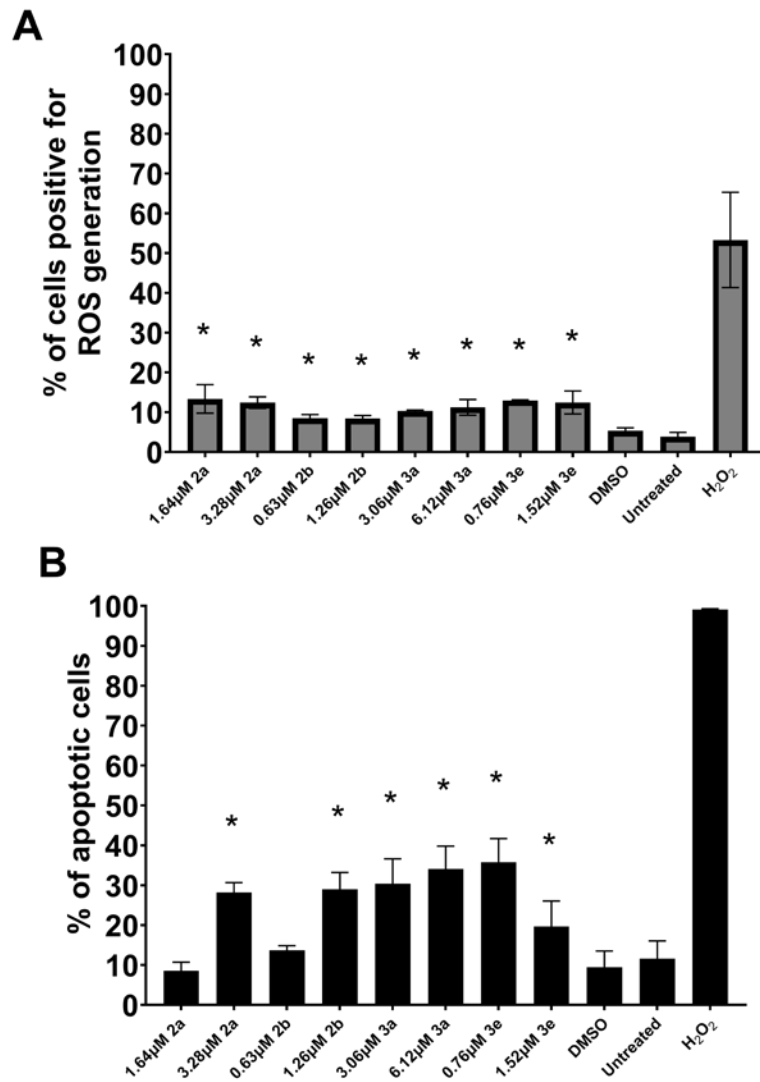 A
% of cells positive for
ROS generation
100
90
80
70
60
50
40
30
20
10
0
* * * * * * * *
1.64µM 2a
3.28µM 2a
0.63µM 2b
1.26µM 2b
3.06µM 3a
6.12µM 3a
0.76µM 3e
1.52µM 3e
DMSO
Untreated
H₂O₂
B
% of apoptotic cells
100
90
80
70
60
50
40
30
20
10
0
* * * * * *
1.64µM 2a
3.28µM 2a
0.63µM 2b
1.26µM 2b
3.06µM 3a
6.12µM 3a
0.76µM 3e
1.52µM 3e
DMSO
Untreated
H₂O₂